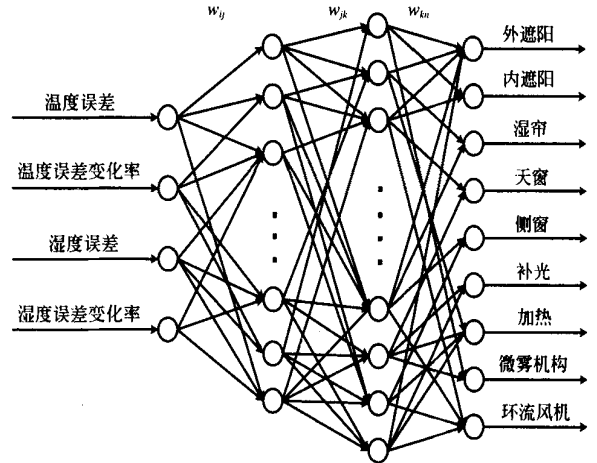 w_ij w_jk w_kn
温度误差
温度误差变化率
湿度误差
湿度误差变化率
外遮阳
内遮阳
湿帘
天窗
侧窗
补光
加热
微雾机构
环流风机